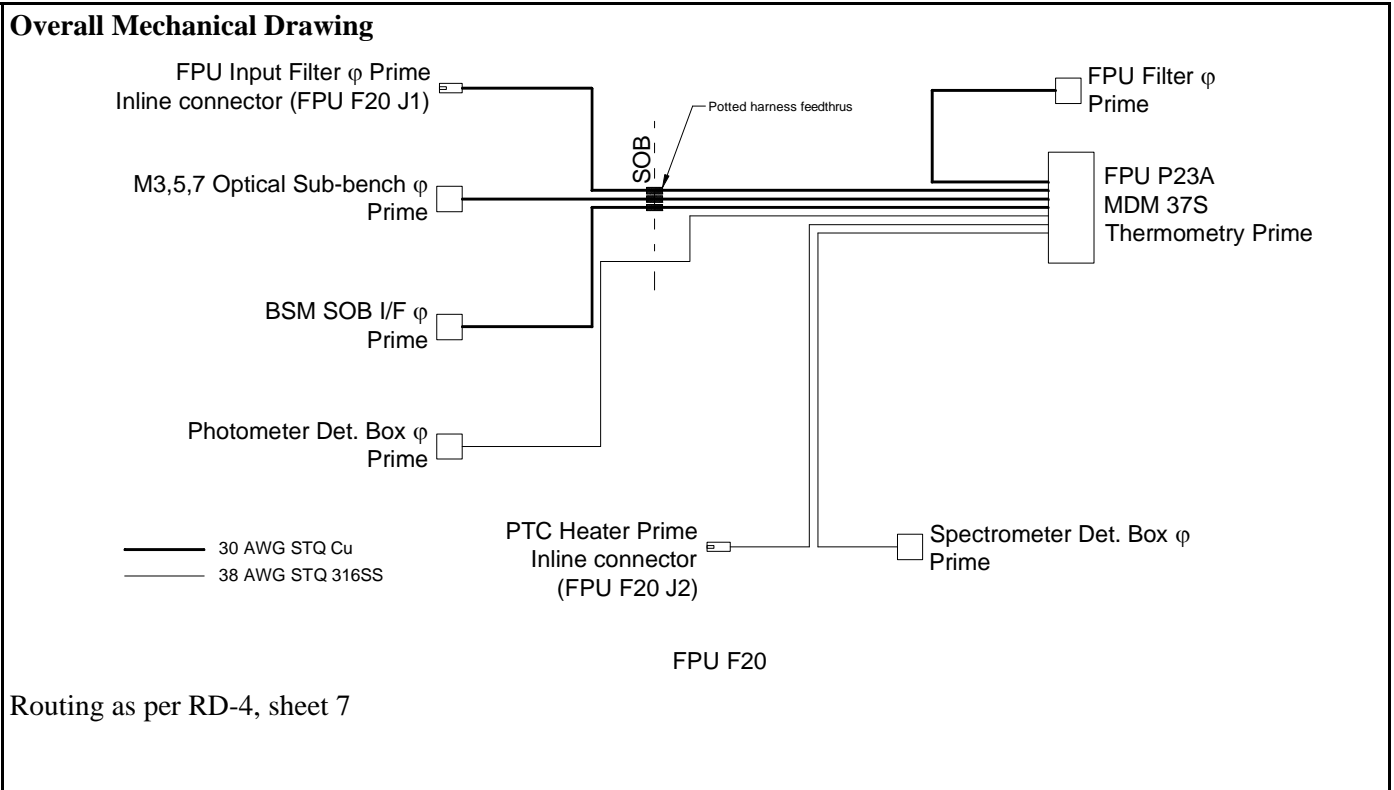 Overall Mechanical Drawing
FPU Input Filter φ Prime
Inline connector (FPU F20 J1)
FPU Filter φ
Prime
Potted harness feedthrus
SOB
M3,5,7 Optical Sub-bench φ
Prime
FPU P23A
MDM 37S
Thermometry Prime
BSM SOB I/F φ
Prime
Photometer Det. Box φ
Prime
30 AWG STQ Cu
38 AWG STQ 316SS
PTC Heater Prime
Inline connector
(FPU F20 J2)
Spectrometer Det. Box φ
Prime
FPU F20
Routing as per RD-4, sheet 7